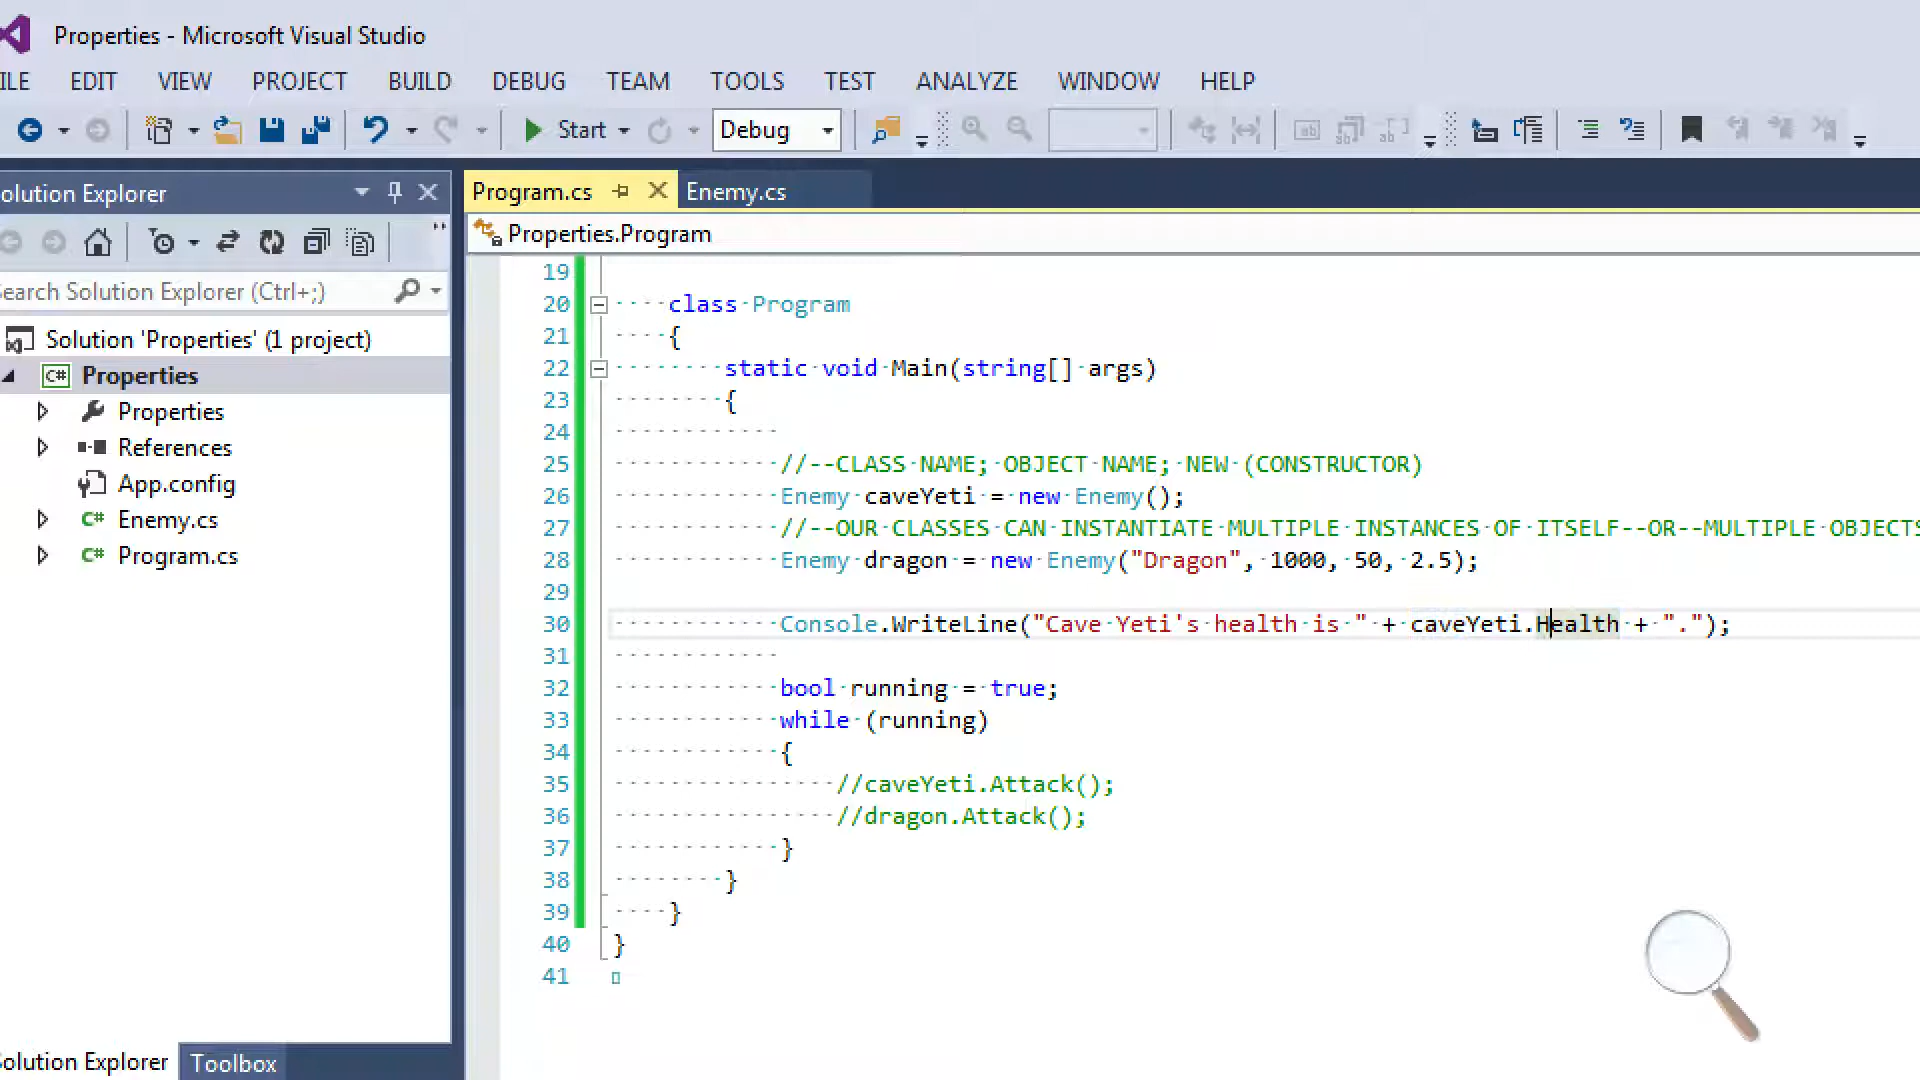 Properties - Microsoft Visual Studio
ILE EDIT VIEW PROJECT BUILD DEBUG TEAM TOOLS TEST ANALYZE WINDOW HELP
Start Debug
olution Explorer
Program.cs Enemy.cs
Properties.Program
earch Solution Explorer (Ctrl+;)
Solution 'Properties' (1 project)
C# Properties
Properties
References
App.config
C# Enemy.cs
C# Program.cs
19
20 class Program
21 {
22 static void Main(string[] args)
23 {
24
25 //--CLASS NAME; OBJECT NAME; NEW (CONSTRUCTOR)
26 Enemy caveYeti = new Enemy();
27 //--OUR CLASSES CAN INSTANTIATE MULTIPLE INSTANCES OF ITSELF--OR--MULTIPLE OBJECTS
28 Enemy dragon = new Enemy("Dragon", 1000, 50, 2.5);
29
30 Console.WriteLine("Cave Yeti's health is " + caveYeti.Health + ".");
31
32 bool running = true;
33 while (running)
34 {
35 //caveYeti.Attack();
36 //dragon.Attack();
37 }
38 }
39 }
40 }
41
olution Explorer Toolbox